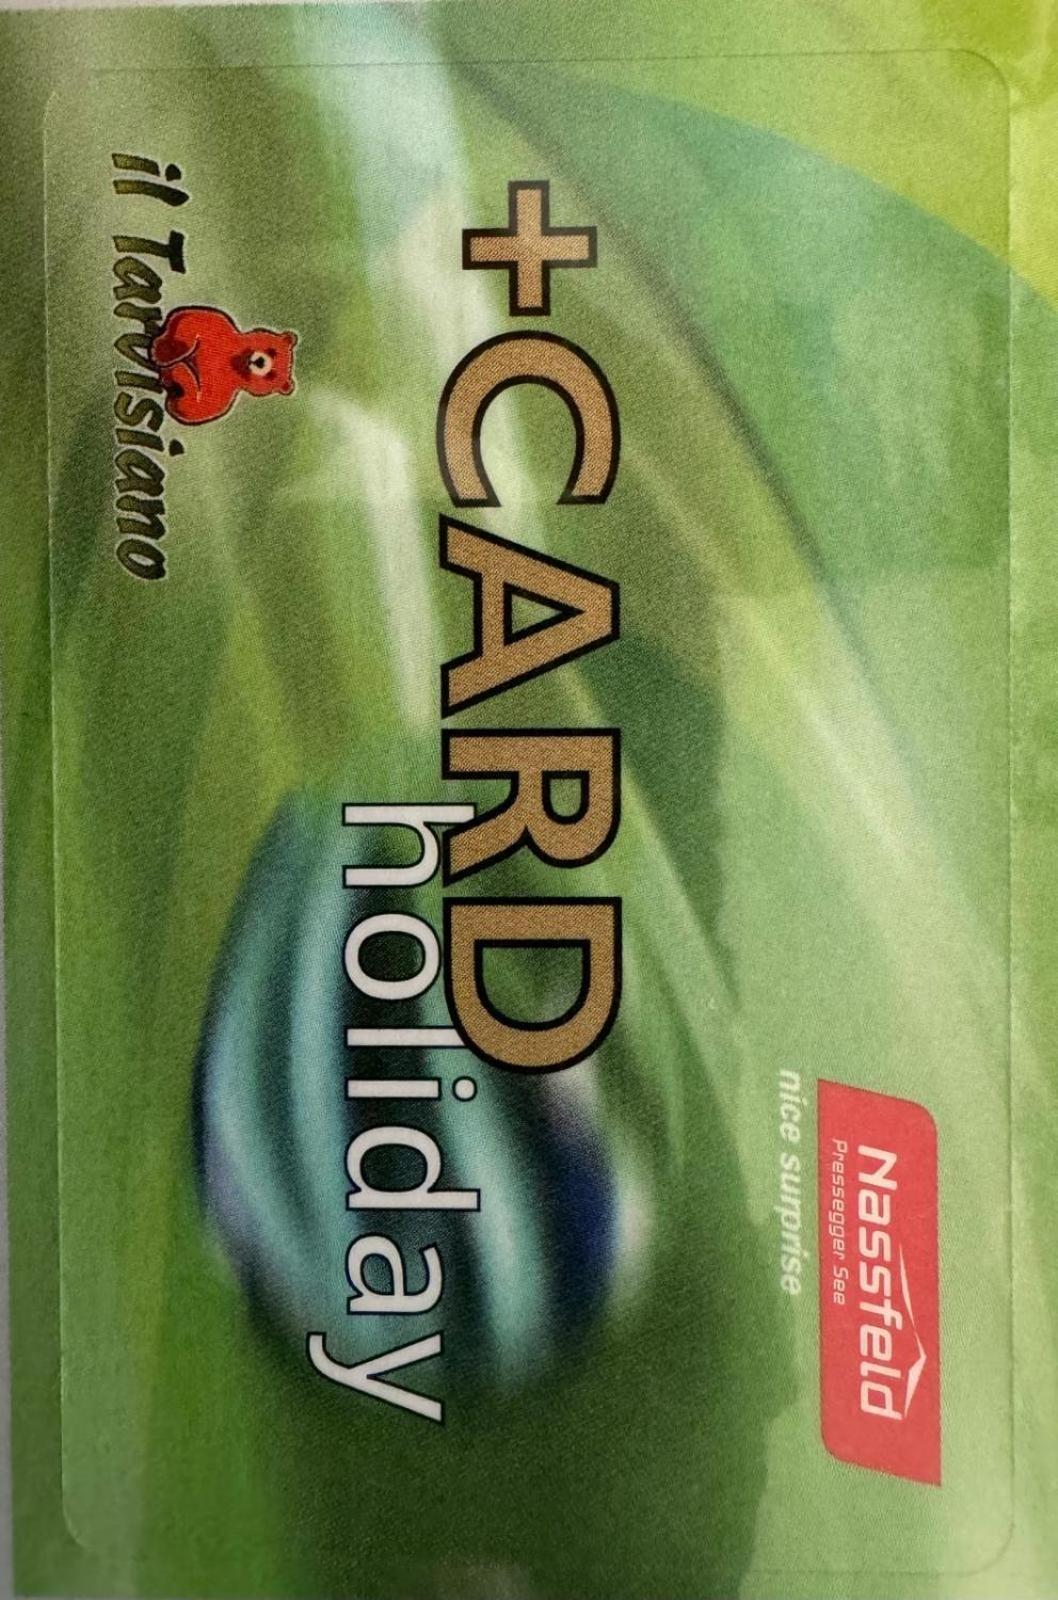 Nassfeld
Pressegger See
nice surprise
+CARD
holiday
il Tarvisiano